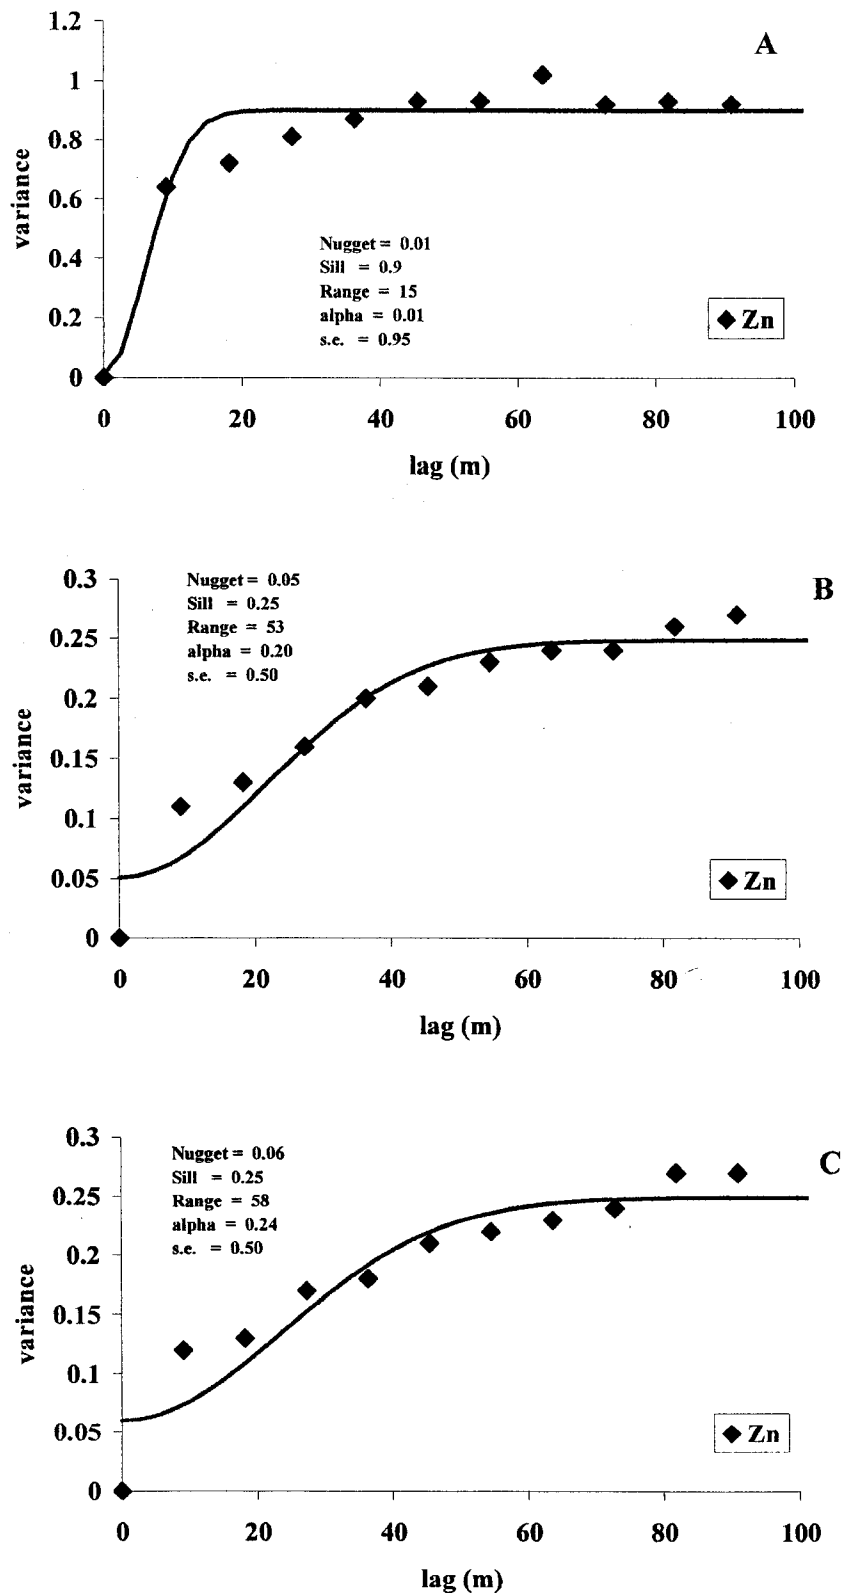 A
1.2
1
0.8
0.6
0.4
0.2
0
variance
Nugget = 0.01
Sill = 0.9
Range = 15
alpha = 0.01
s.e. = 0.95
Zn
0 20 40 60 80 100
lag (m)
B
0.3
0.25
0.2
0.15
0.1
0.05
0
variance
Nugget = 0.05
Sill = 0.25
Range = 53
alpha = 0.20
s.e. = 0.50
Zn
0 20 40 60 80 100
lag (m)
C
0.3
0.25
0.2
0.15
0.1
0.05
0
variance
Nugget = 0.06
Sill = 0.25
Range = 58
alpha = 0.24
s.e. = 0.50
Zn
0 20 40 60 80 100
lag (m)